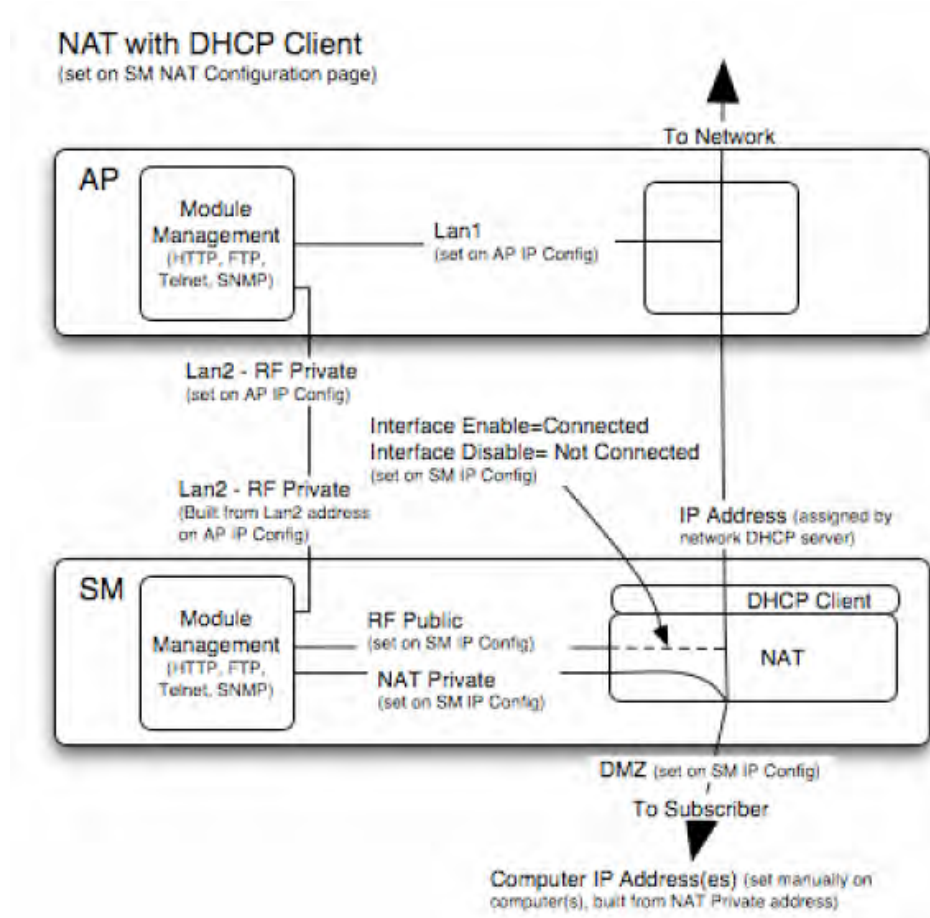 NAT with DHCP Client
(set on SM NAT Configuration page)
To Network
AP
Module
Management
(HTTP, FTP,
Telnet, SNMP)
Lan1
(set on AP IP Config)
Lan2 - RF Private
(set on AP IP Config)
Interface Enable=Connected
Interface Disable= Not Connected
(set on SM IP Config)
Lan2 - RF Private
(Built from Lan2 address
on AP IP Config)
IP Address (assigned by
network DHCP server)
SM
Module
Management
(HTTP, FTP,
Telnet, SNMP)
RF Public
(set on SM IP Config)
NAT Private
(set on SM IP Config)
DHCP Client
NAT
DMZ (set on SM IP Config)
To Subscriber
Computer IP Address(es) (set manually on
computer(s), built from NAT Private address)